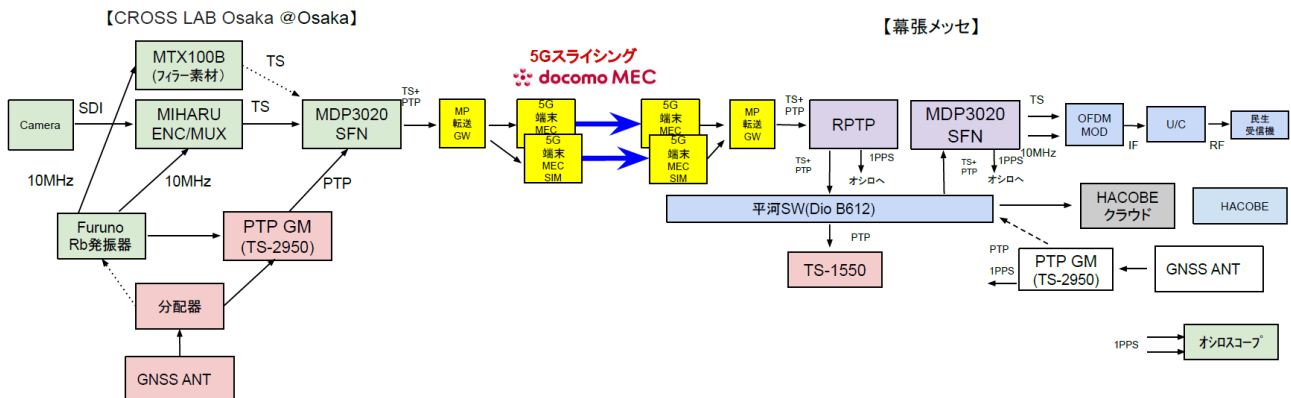 【CROSS LAB Osaka @Osaka】
【幕張メッセ】
MTX100B
(フィラー素材)
TS
5Gスライシング
docomo MEC
Camera
SDI
MIHARU
ENC/MUX
TS
MDP3020
SFN
TS+
PTP
MP
転送
GW
5G
端末
MEC
5G
端末
MEC
SIM
5G
端末
MEC
5G
端末
MEC
SIM
MP
転送
GW
TS+
PTP
RPTP
MDP3020
SFN
TS
10MHz
OFDM
MOD
IF
U/C
RF
民生
受信機
TS+
PTP
1PPS
オシロへ
TS+
PTP
1PPS
オシロへ
10MHz
10MHz
PTP
平河SW(Dio B612)
HACOBE
クラウド
HACOBE
Furuno
Rb発振器
PTP GM
(TS-2950)
PTP
TS-1550
PTP
1PPS
PTP GM
(TS-2950)
GNSS ANT
分配器
GNSS ANT
1PPS
オシロスコープ